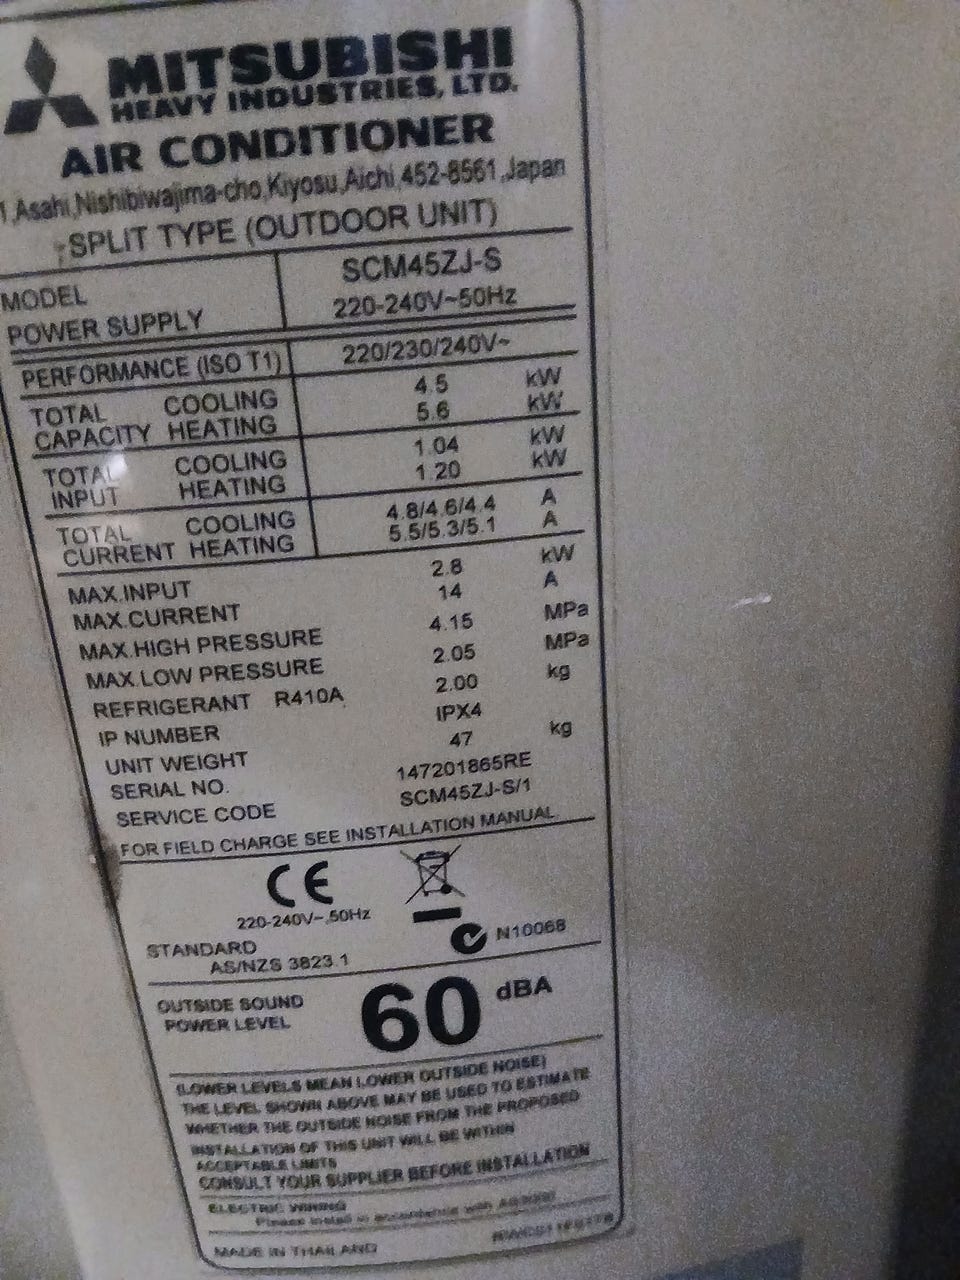 MITSUBISHI
HEAVY INDUSTRIES, LTD.
AIR CONDITIONER
1,Asahi,Nishibiwajima-cho,Kiyosu,Aichi,452-8561,Japan
SPLIT TYPE (OUTDOOR UNIT)
MODEL SCM45ZJ-S
POWER SUPPLY 220-240V~50Hz
PERFORMANCE (ISO T1) 220/230/240V~
TOTAL COOLING 4.5 kW
CAPACITY HEATING 5.6 kW
TOTAL COOLING 1.04 kW
INPUT HEATING 1.20 kW
TOTAL COOLING 4.8/4.6/4.4 A
CURRENT HEATING 5.5/5.3/5.1 A
MAX.INPUT 2.8 kW
MAX.CURRENT 14 A
MAX.HIGH PRESSURE 4.15 MPa
MAX.LOW PRESSURE 2.05 MPa
REFRIGERANT R410A 2.00 kg
IP NUMBER IPX4
UNIT WEIGHT 47 kg
SERIAL NO. 147201865RE
SERVICE CODE SCM45ZJ-S/1
FOR FIELD CHARGE SEE INSTALLATION MANUAL.
CE
220-240V~,50Hz
STANDARD N10068
AS/NZS 3823.1
OUTSIDE SOUND
POWER LEVEL 60 dBA
(LOWER LEVELS MEAN LOWER OUTSIDE NOISE)
THE LEVEL SHOWN ABOVE MAY BE USED TO ESTIMATE
WHETHER THE OUTSIDE NOISE FROM THE PROPOSED
INSTALLATION OF THIS UNIT WILL BE WITHIN
ACCEPTABLE LIMITS
CONSULT YOUR SUPPLIER BEFORE INSTALLATION
ELECTRIC WIRING
Please install in accordance with
MADE IN THAILAND